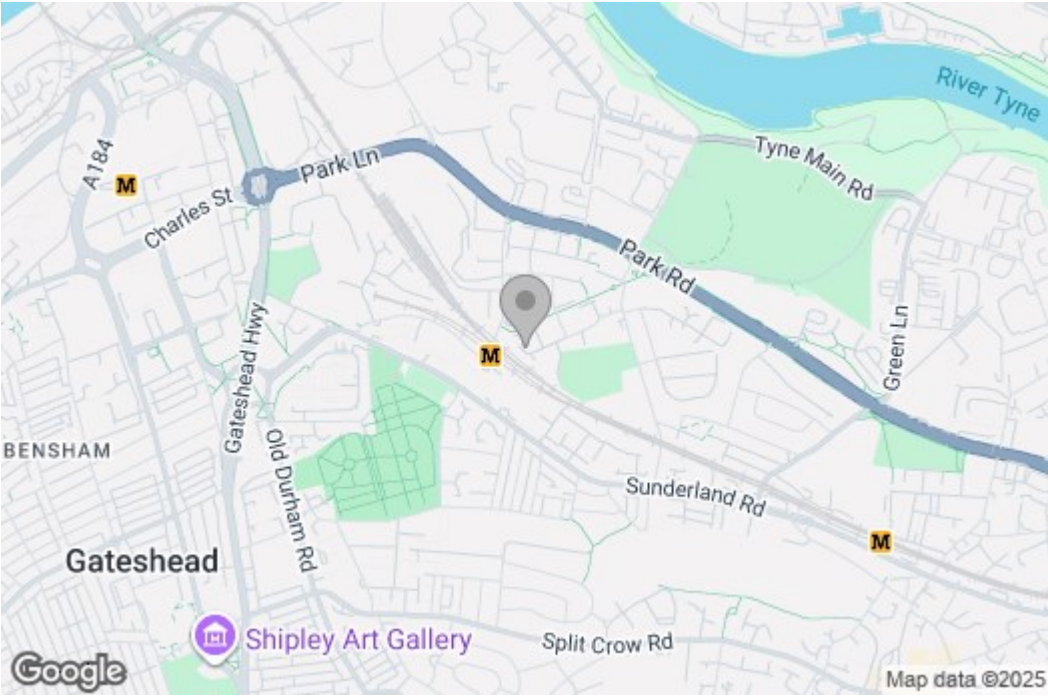 River Tyne
Tyne Main Rd
A184
M
Park Ln
Charles St
Park Rd
Green Ln
Gateshead Hwy
M
BENSHAM
Old Durham Rd
Sunderland Rd
M
Gateshead
Shipley Art Gallery
Split Crow Rd
Google
Map data ©2025